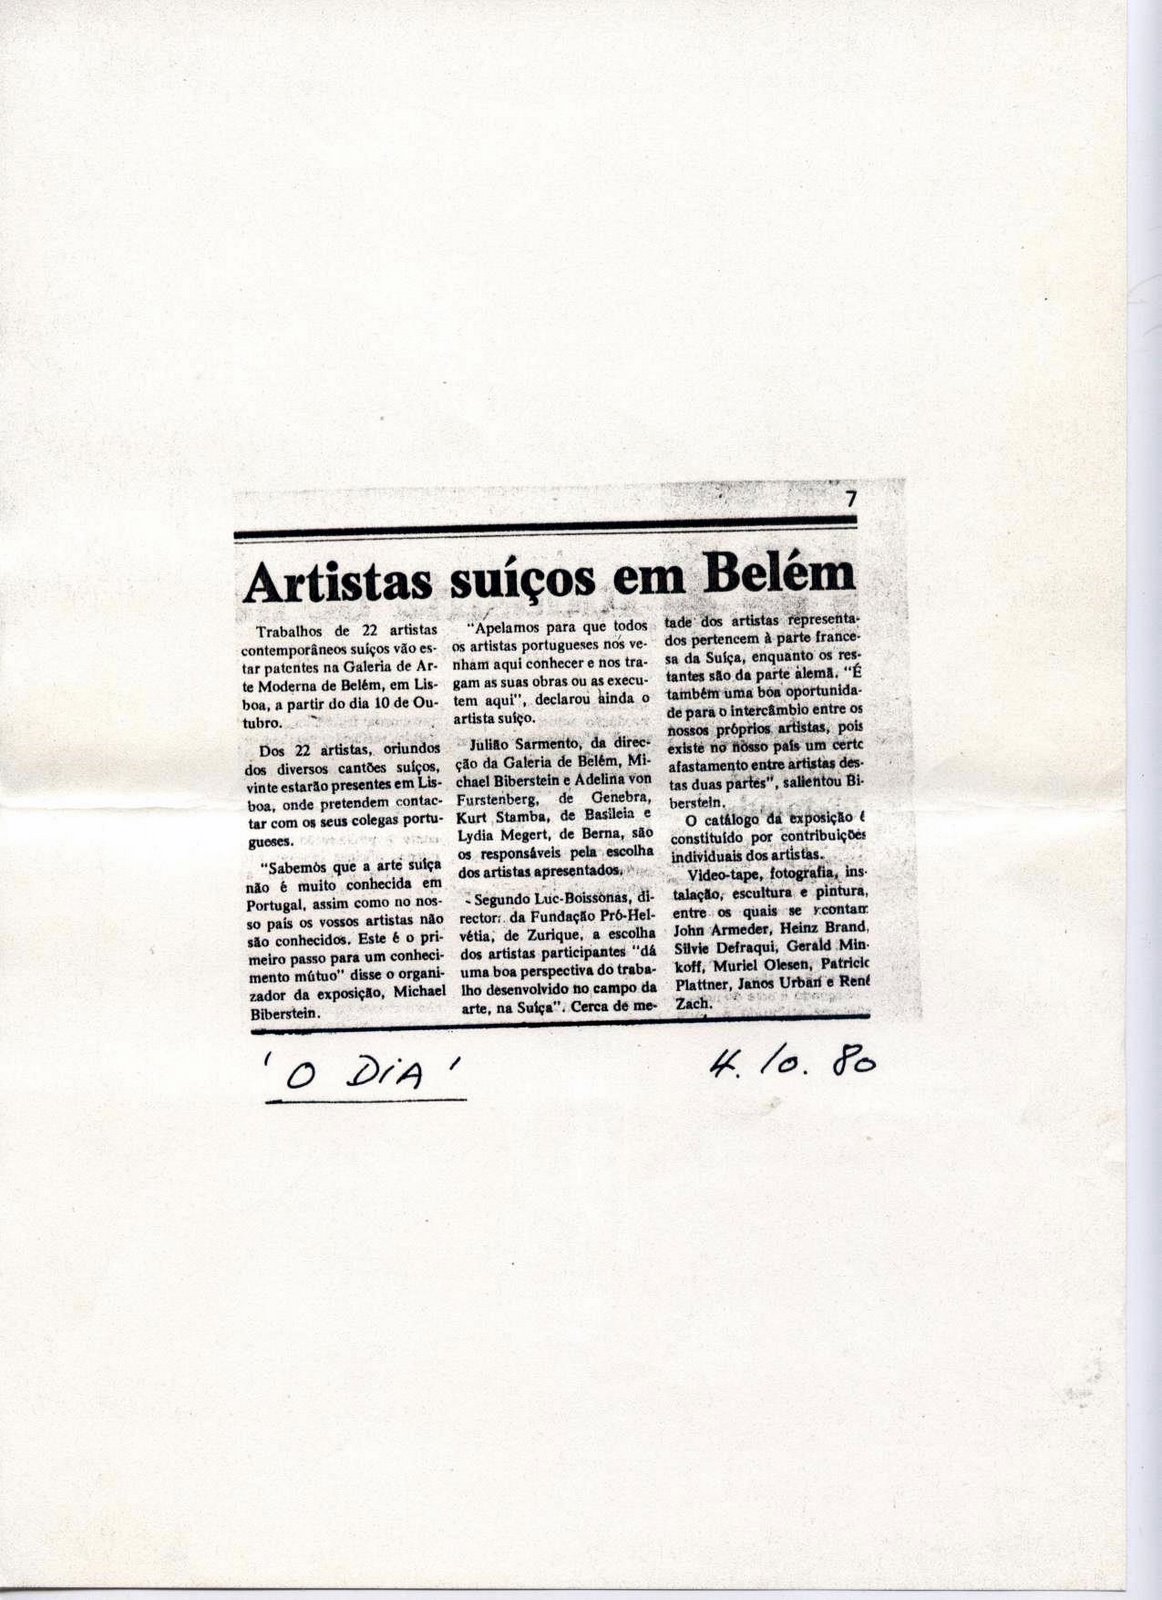 7
Artistas suíços em Belém
Trabalhos de 22 artistas
contemporâneos suíços vão es-
tar patentes na Galeria de Ar-
te Moderna de Belém, em Lis-
boa, a partir do dia 10 de Ou-
tubro.
Dos 22 artistas, oriundos
dos diversos cantões suíços,
vinte estarão presentes em Lis-
boa, onde pretendem contac-
tar com os seus colegas portu-
gueses.
"Sabemos que a arte suíça
não é muito conhecida em
Portugal, assim como no nos-
so país os vossos artistas não
são conhecidos. Este é o pri-
meiro passo para um conheci-
mento mútuo" disse o organi-
zador da exposição, Michael
Biberstein.
"Apelamos para que todos
os artistas portugueses nos ve-
nham aqui conhecer e nos tra-
gam as suas obras ou as execu-
tem aqui", declarou ainda o
artista suíço.
Julião Sarmento, da direc-
ção da Galeria de Belém, Mi-
chael Biberstein e Adelina von
Furstenberg, de Genebra,
Kurt Stamba, de Basileia e
Lydia Megert, de Berna, são
os responsáveis pela escolha
dos artistas apresentados.
Segundo Luc-Boissonas, di-
rector da Fundação Pró-Hel-
vétia, de Zurique, a escolha
dos artistas participantes "dá
uma boa perspectiva do traba-
lho desenvolvido no campo da
arte, na Suíça". Cerca de me-
tade dos artistas representa-
dos pertencem à parte france-
sa da Suíça, enquanto os res-
tantes são da parte alemã. "É
também uma boa oportunida-
de para o intercâmbio entre os
nossos próprios artistas, pois
existe no nosso país um certo
afastamento entre artistas des-
tas duas partes", salientou Bi-
berstein.
O catálogo da exposição é
constituído por contribuições
individuais dos artistas.
Video-tape, fotografia, ins-
talação, escultura e pintura,
entre os quais se contam
John Armeder, Heinz Brand,
Silvie Defraqui, Gerald Min-
koff, Muriel Olesen, Patrick
Plattner, Janos Urban e René
Zach.
'O DiA'
4.10.80